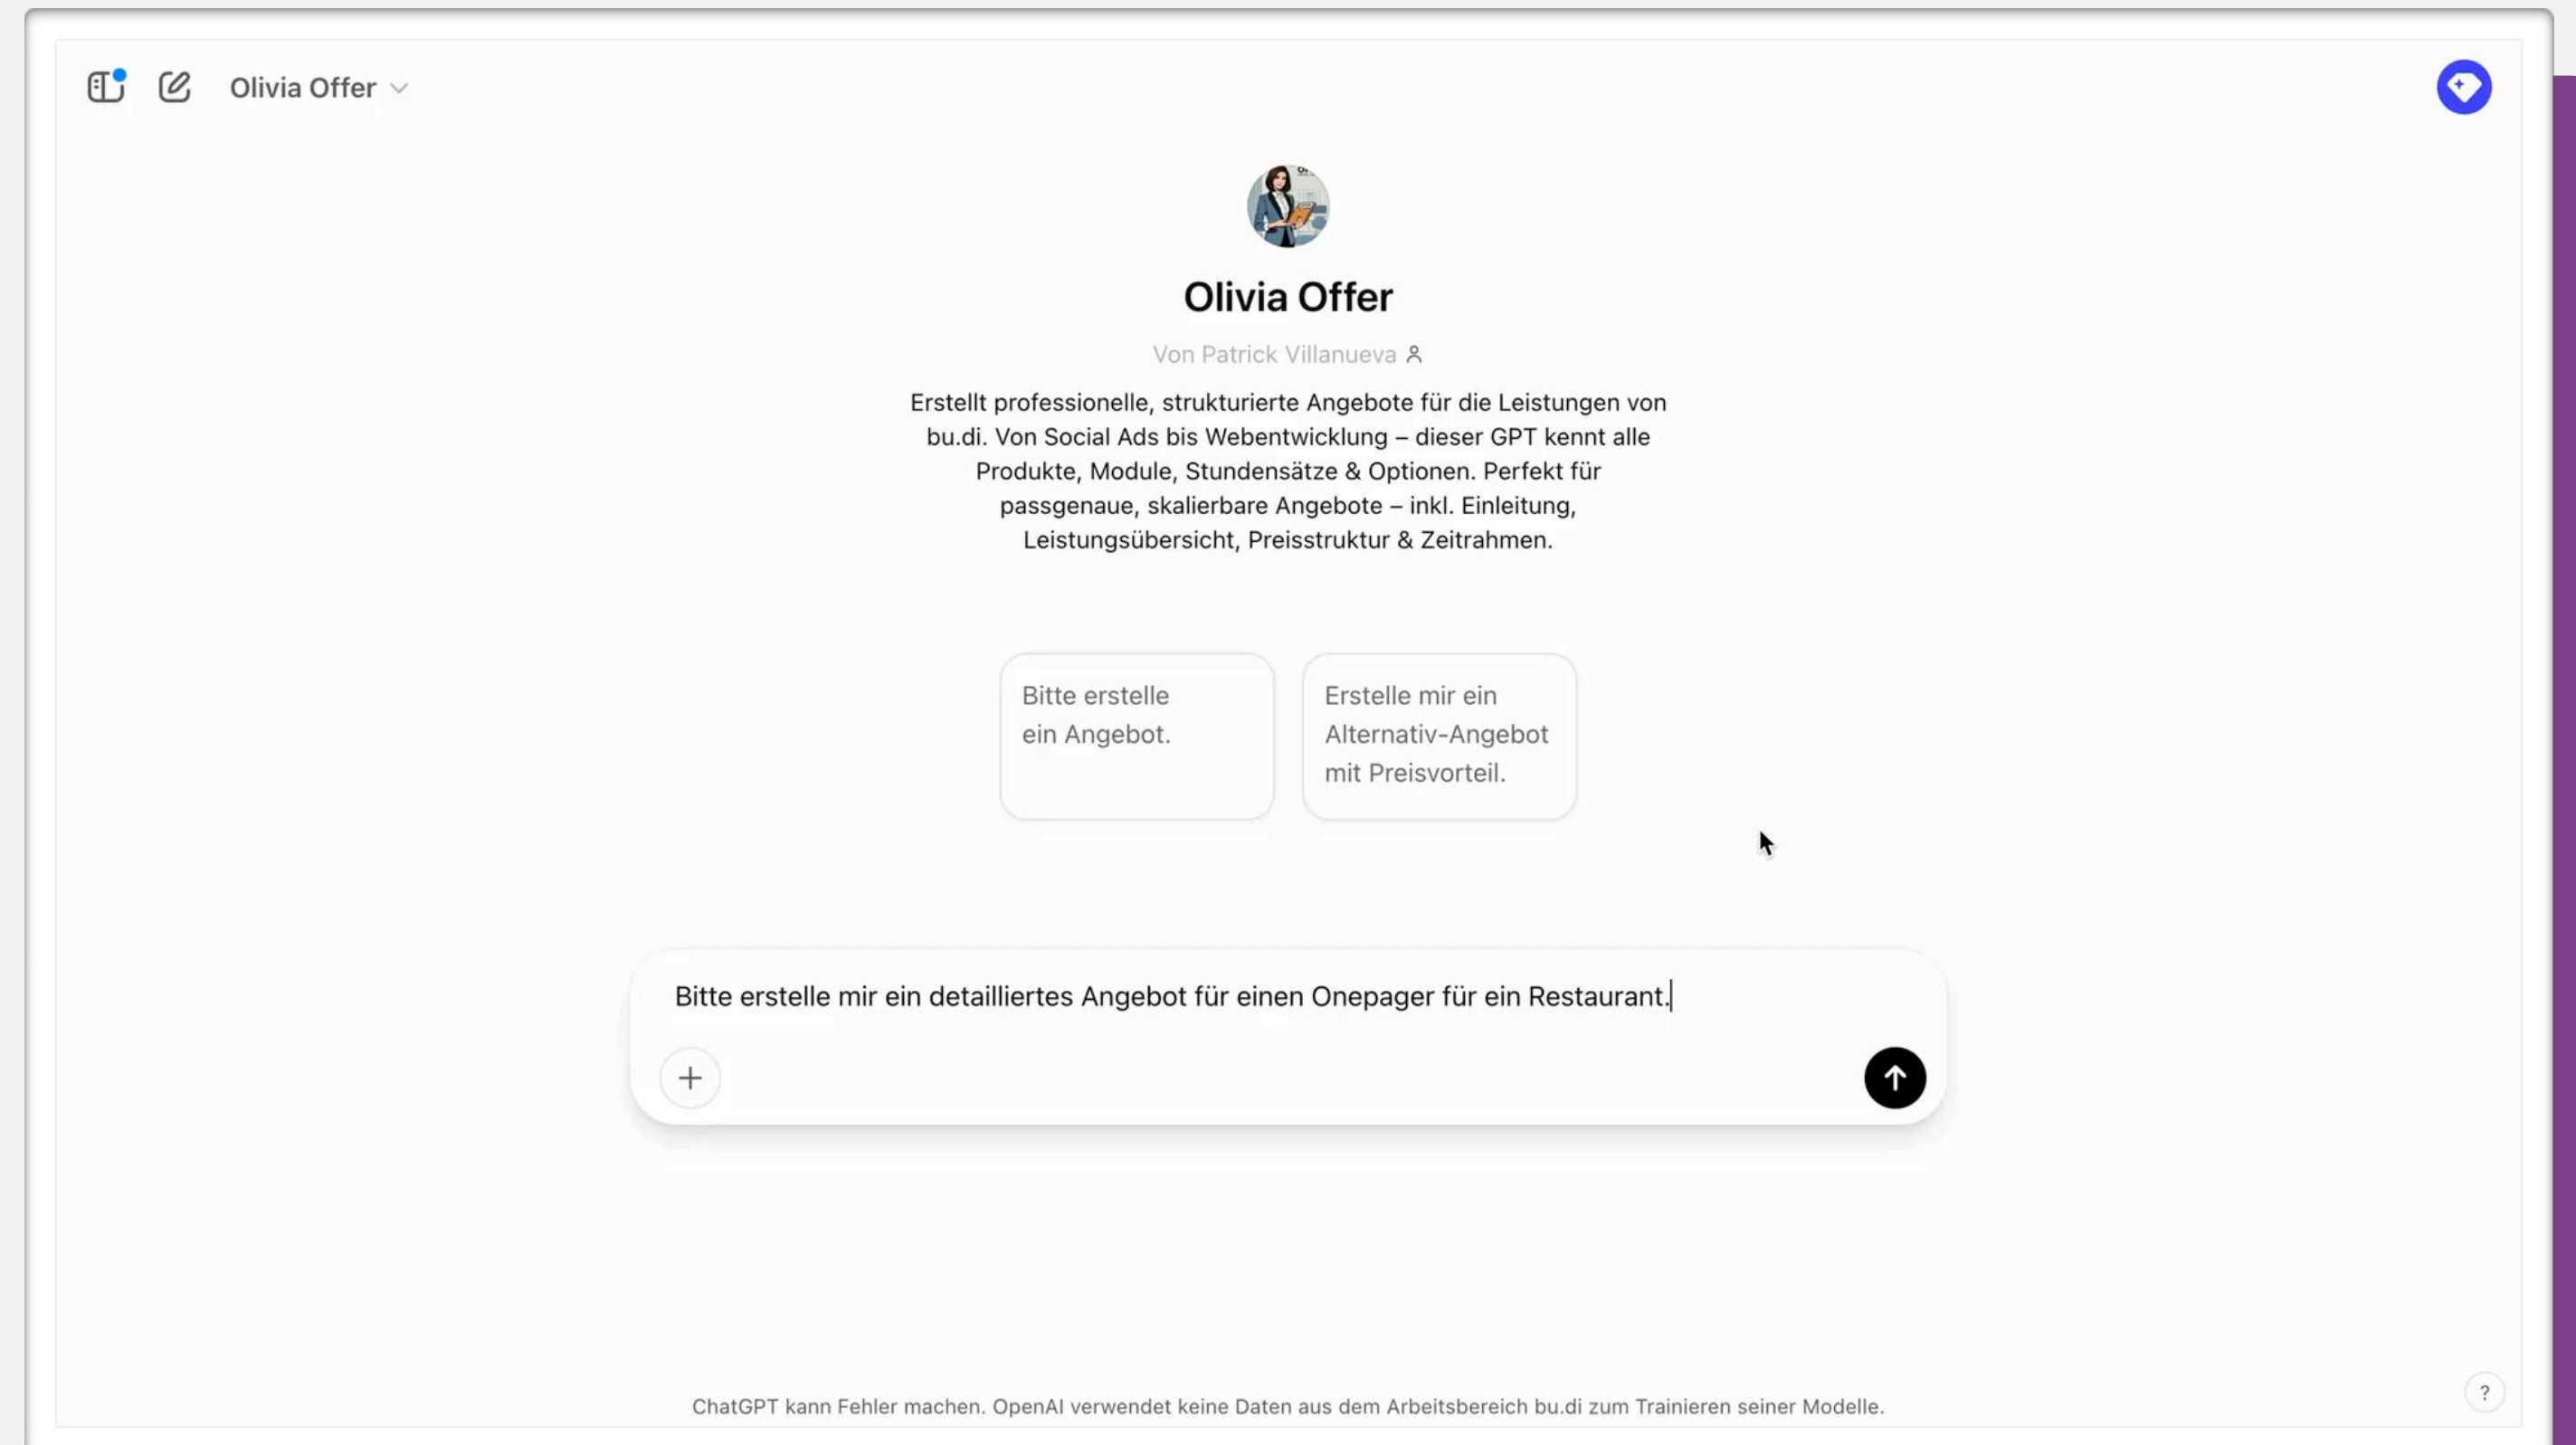 Olivia Offer
Olivia Offer
Von Patrick Villanueva
Erstellt professionelle, strukturierte Angebote für die Leistungen von
bu.di. Von Social Ads bis Webentwicklung – dieser GPT kennt alle
Produkte, Module, Stundensätze & Optionen. Perfekt für
passgenaue, skalierbare Angebote – inkl. Einleitung,
Leistungsübersicht, Preisstruktur & Zeitrahmen.
Bitte erstelle
ein Angebot.
Erstelle mir ein
Alternativ-Angebot
mit Preisvorteil.
Bitte erstelle mir ein detailliertes Angebot für einen Onepager für ein Restaurant.
ChatGPT kann Fehler machen. OpenAI verwendet keine Daten aus dem Arbeitsbereich bu.di zum Trainieren seiner Modelle.
?